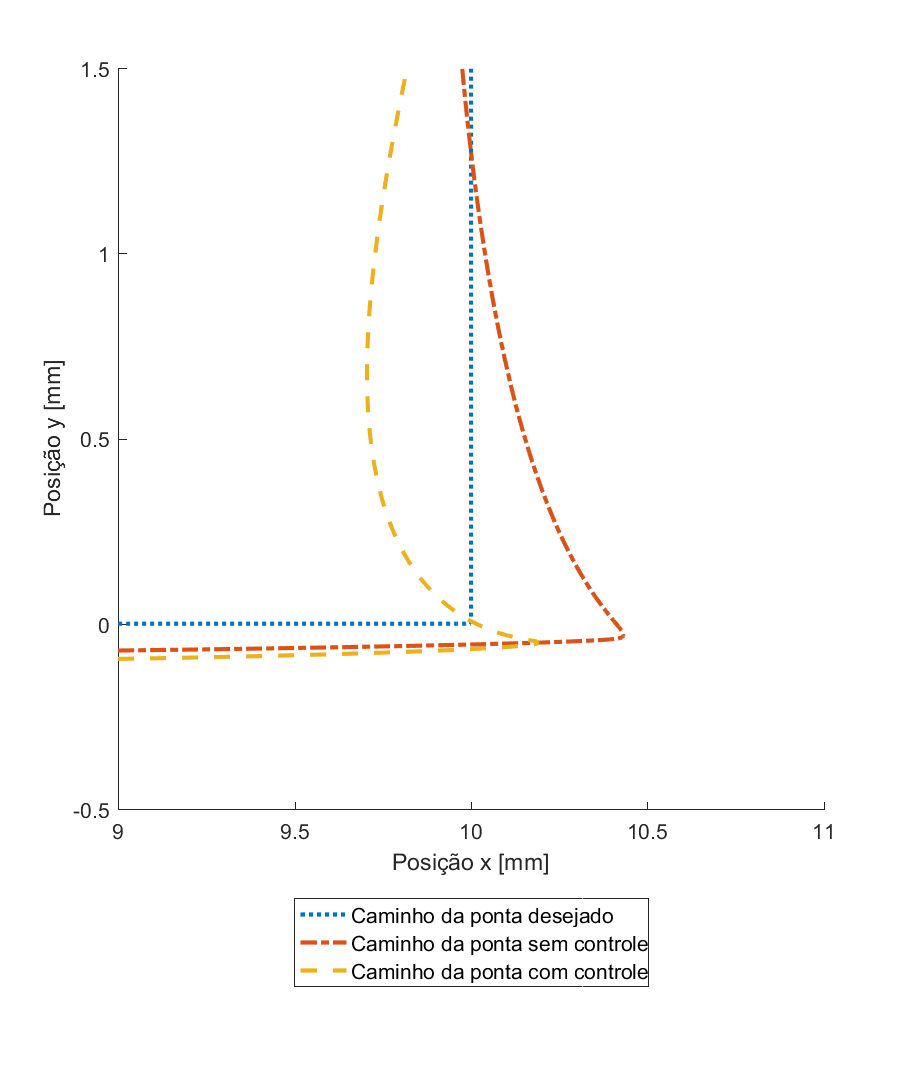 1.5
1
0.5
0
-0.5
9
9.5
10
10.5
11
Posição y [mm]
Posição x [mm]
Caminho da ponta desejado
Caminho da ponta sem controle
Caminho da ponta com controle